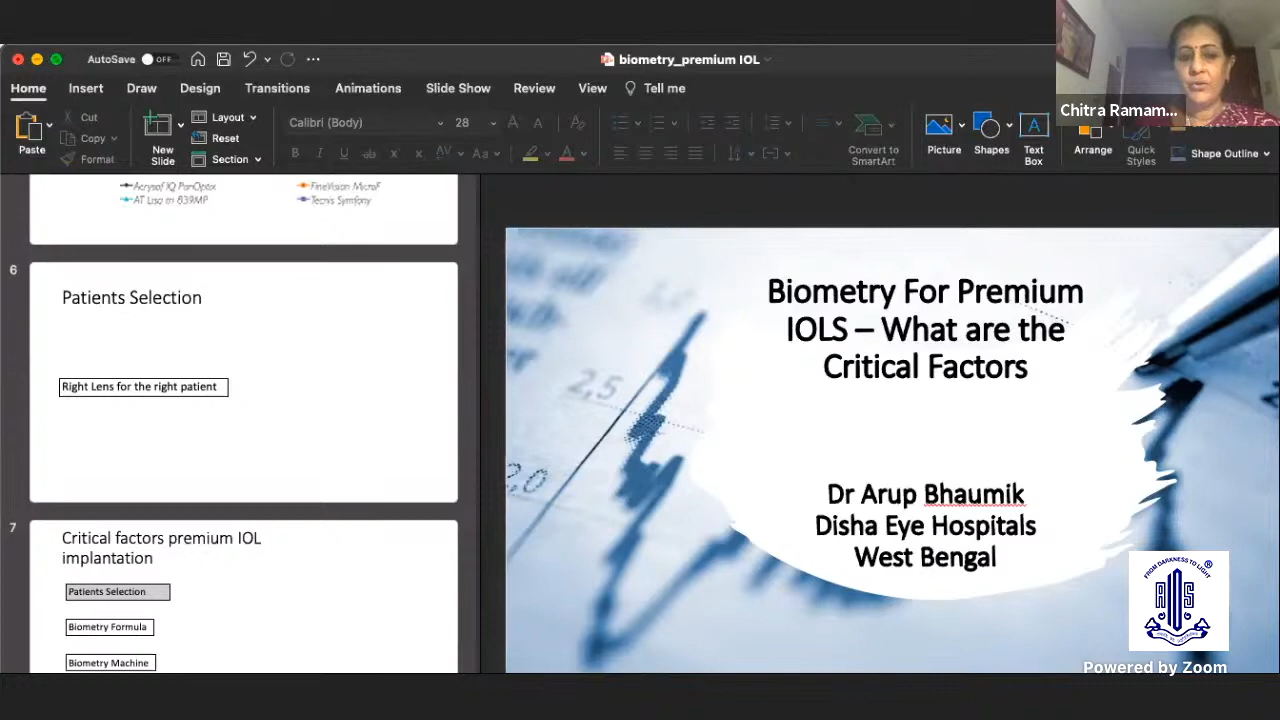 AutoSave OFF
biometry_premium IOL
Chitra Ramam...
Home Insert Draw Design Transitions Animations Slide Show Review View Tell me
Paste
Cut
Copy
Format
New
Slide
Layout
Reset
Section
Calibri (Body) 28
Convert to
SmartArt
Picture
Shapes
Text
Box
Arrange
Quick
Styles
Shape Outline
Acrysof IQ PanOptix
FineVision MicroF
AT Lisa tri 839MP
Tecnis Symfony
6
Patients Selection
Right Lens for the right patient
7
Critical factors premium IOL
implantation
Patients Selection
Biometry Formula
Biometry Machine
2,5
2,0
Biometry For Premium
IOLS – What are the
Critical Factors
Dr Arup Bhaumik
Disha Eye Hospitals
West Bengal
FROM DARKNESS TO LIGHT
AIOS
Powered by Zoom